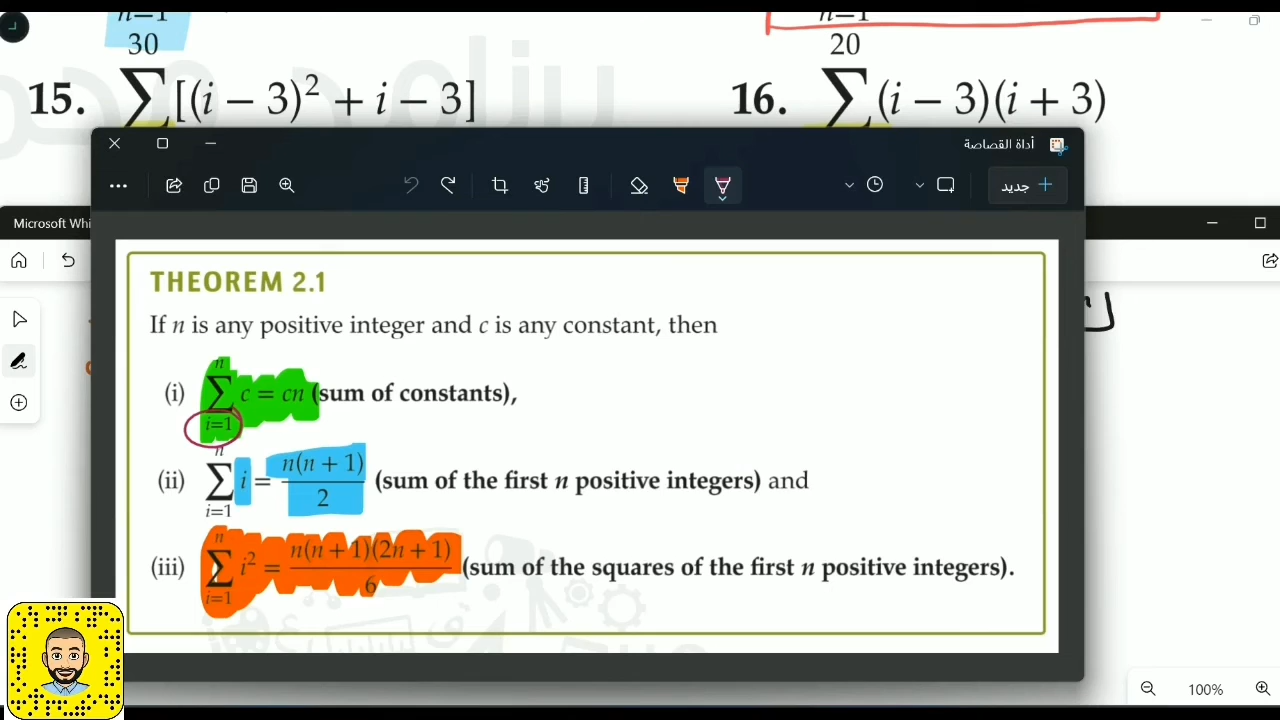 n=1
n=1
30
20
15. ∑[(i − 3)² + i − 3]
16. ∑(i − 3)(i + 3)
أداة القصاصة
جديد
Microsoft Whi
THEOREM 2.1
If n is any positive integer and c is any constant, then
(i) n∑i=1 c = cn (sum of constants),
(ii) n∑i=1 i = n(n + 1)/2 (sum of the first n positive integers) and
(iii) n∑i=1 i² = n(n + 1)(2n + 1)/6 (sum of the squares of the first n positive integers).
100%